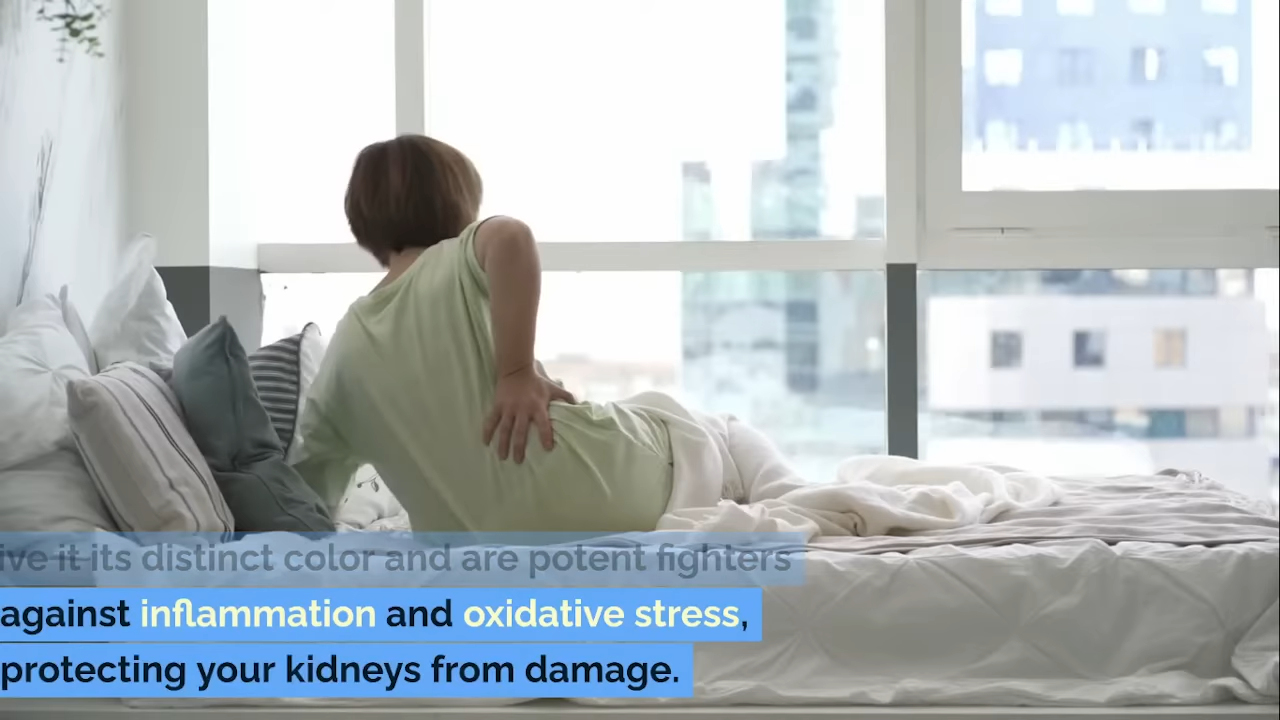 ive it its distinct color and are potent fighters
against inflammation and oxidative stress,
protecting your kidneys from damage.